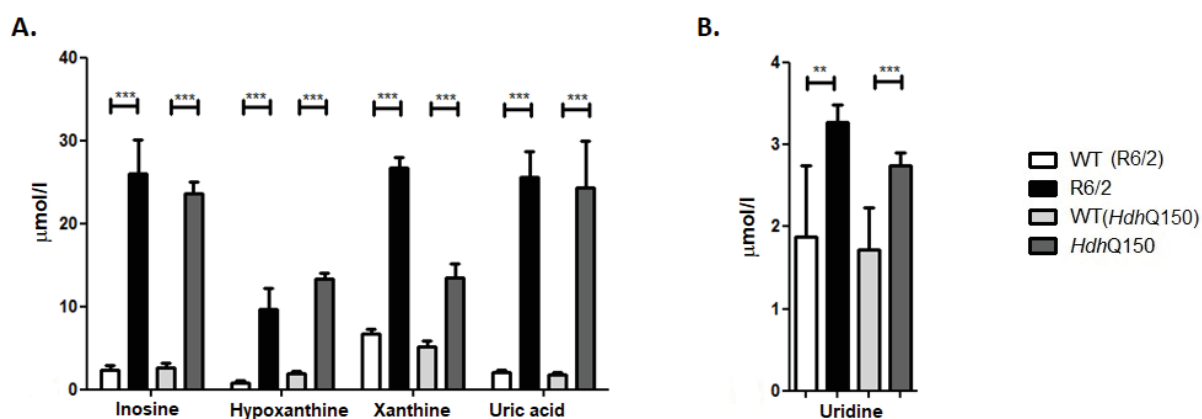 A.
40
30
20
10
0
µmol/l
*** *** *** *** *** *** *** ***
Inosine Hypoxanthine Xanthine Uric acid
B.
4
3
2
1
0
µmol/l
** ***
Uridine
WT (R6/2)
R6/2
WT(HdhQ150)
HdhQ150